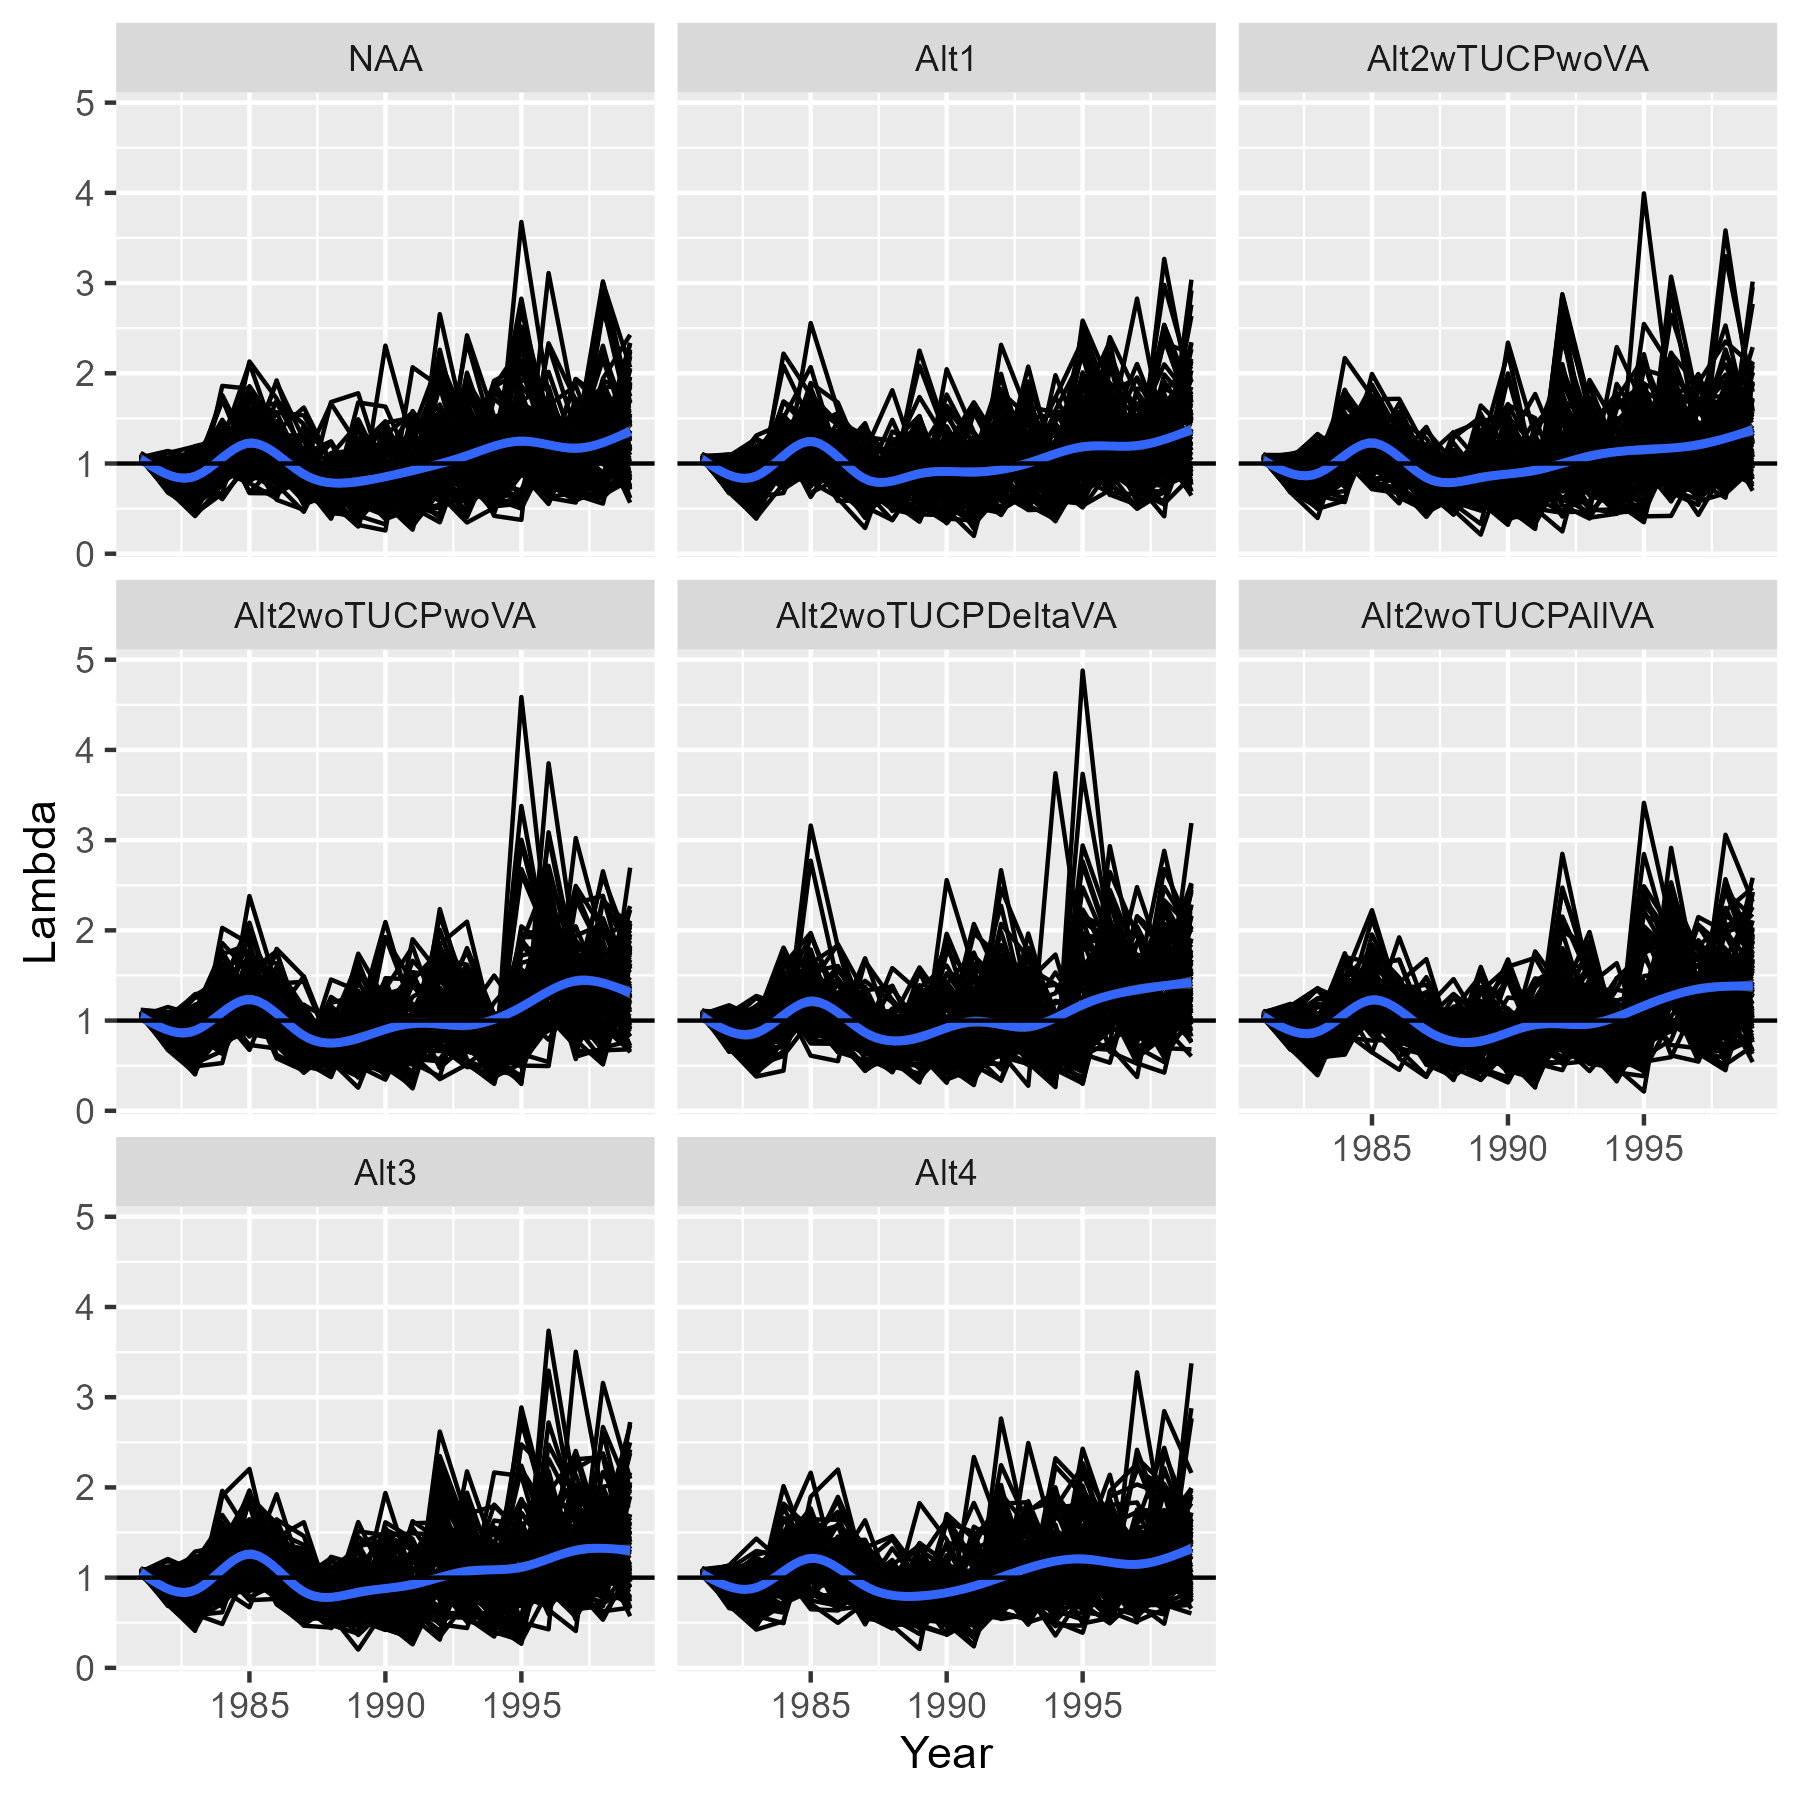 NAA Alt1 Alt2wTUCPwoVA
5
4
3
2
1
0
Alt2woTUCPwoVA Alt2woTUCPDeltaVA Alt2woTUCPAllVA
5
4
3
2
1
0
Lambda
1985 1990 1995
Alt3 Alt4
5
4
3
2
1
0
1985 1990 1995 1985 1990 1995
Year